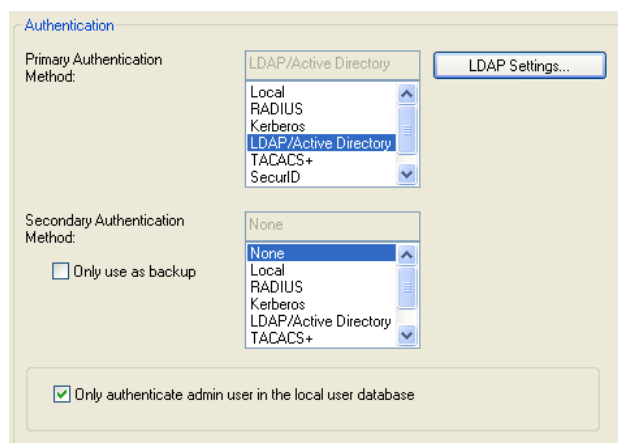 Authentication
Primary Authentication
Method:
LDAP/Active Directory
LDAP Settings...
Local
RADIUS
Kerberos
LDAP/Active Directory
TACACS+
SecurID
Secondary Authentication
Method:
None
Only use as backup
None
Local
RADIUS
Kerberos
LDAP/Active Directory
TACACS+
Only authenticate admin user in the local user database